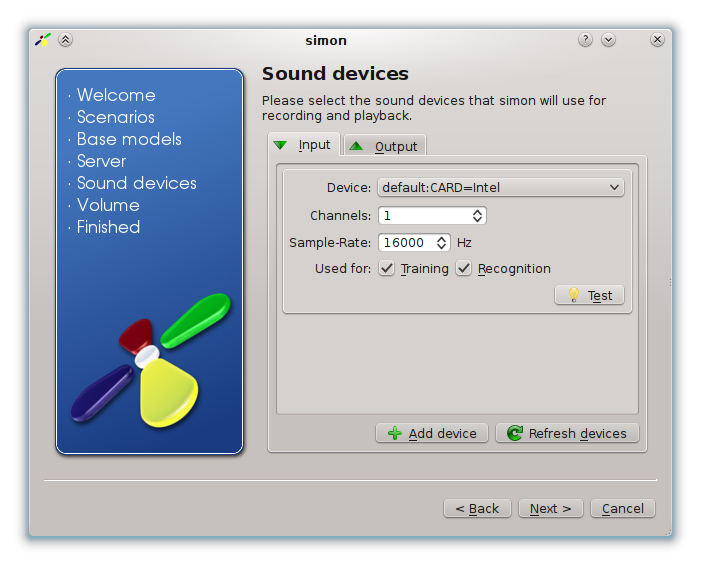 simon
· Welcome
· Scenarios
· Base models
· Server
· Sound devices
· Volume
· Finished
Sound devices
Please select the sound devices that simon will use for
recording and playback.
Input
Output
Device: default:CARD=Intel
Channels: 1
Sample-Rate: 16000 Hz
Used for: Training Recognition
Test
Add device
Refresh devices
< Back
Next >
Cancel